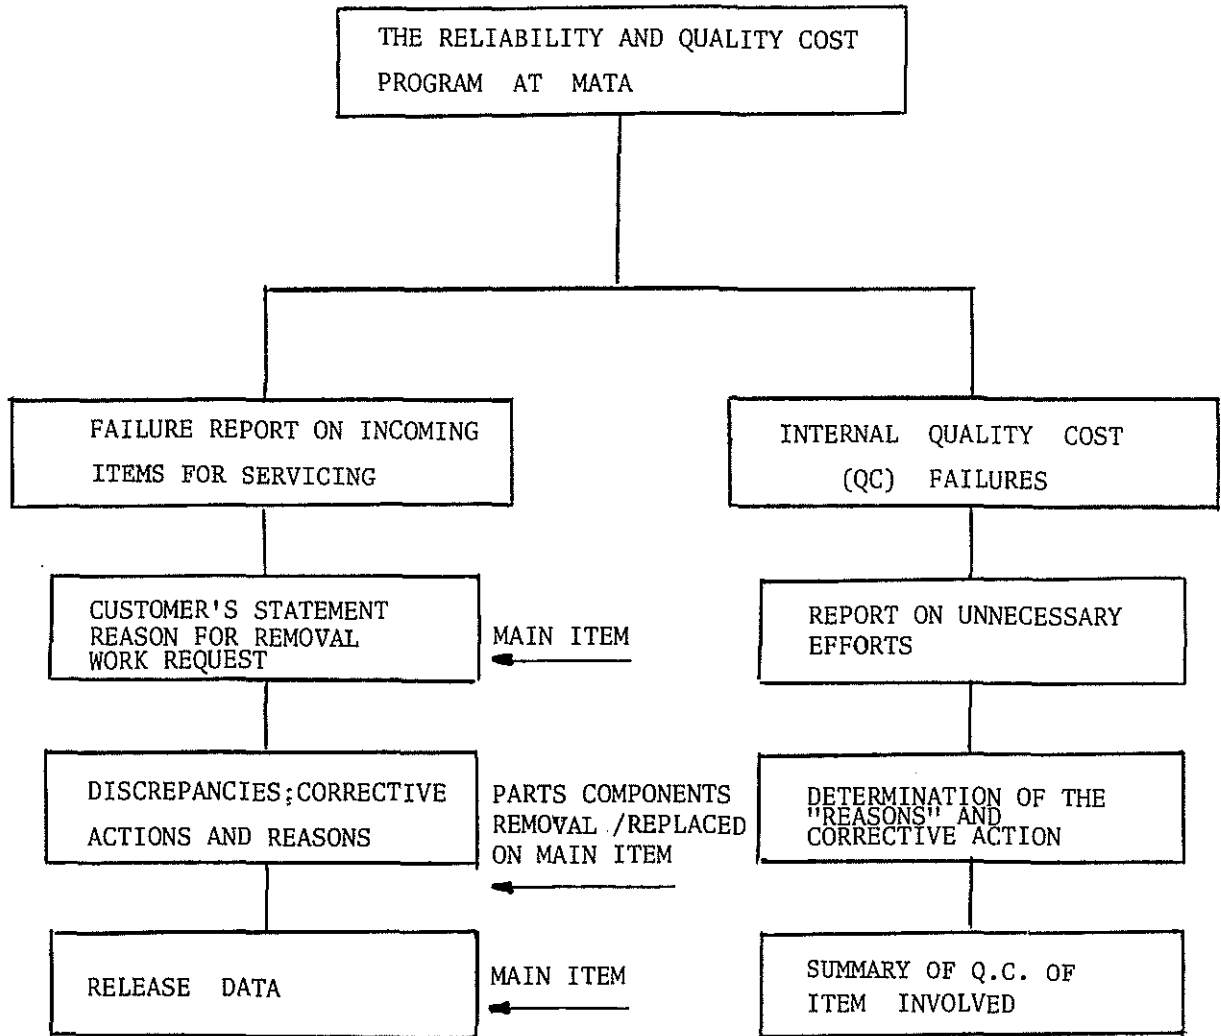 THE RELIABILITY AND QUALITY COST
PROGRAM AT MATA
FAILURE REPORT ON INCOMING
ITEMS FOR SERVICING
INTERNAL QUALITY COST
(QC) FAILURES
CUSTOMER'S STATEMENT
REASON FOR REMOVAL
WORK REQUEST
MAIN ITEM
REPORT ON UNNECESSARY
EFFORTS
DISCREPANCIES;CORRECTIVE
ACTIONS AND REASONS
PARTS COMPONENTS
REMOVAL /REPLACED
ON MAIN ITEM
DETERMINATION OF THE
"REASONS" AND
CORRECTIVE ACTION
RELEASE DATA
MAIN ITEM
SUMMARY OF Q.C. OF
ITEM INVOLVED